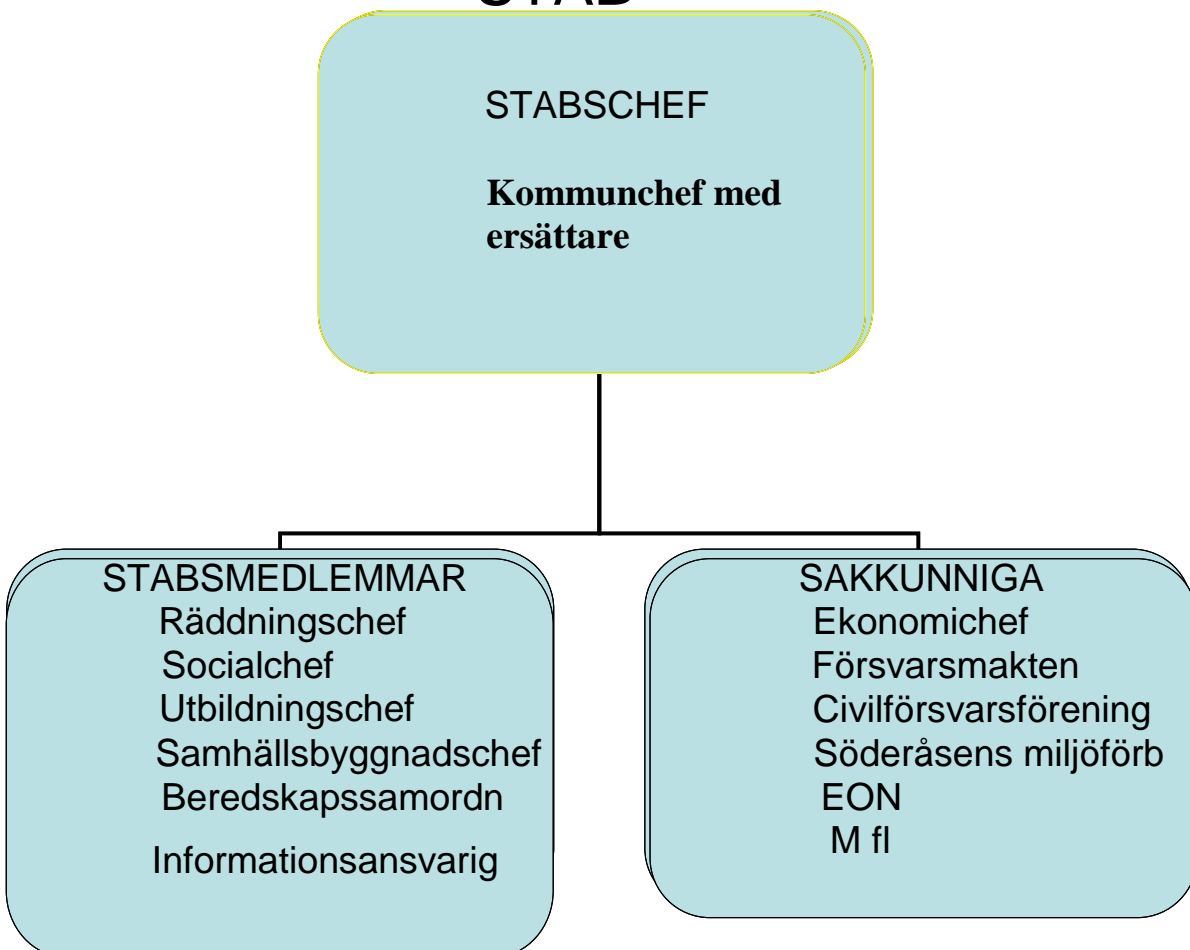 STAB
STABSCHEF
Kommunchef med
ersättare
STABSMEDLEMMAR
Räddningschef
Socialchef
Utbildningschef
Samhällsbyggnadschef
Beredskapssamordn
Informationsansvarig
SAKKUNNIGA
Ekonomichef
Försvarsmakten
Civilförsvarsförening
Söderåsens miljöförb
EON
M fl